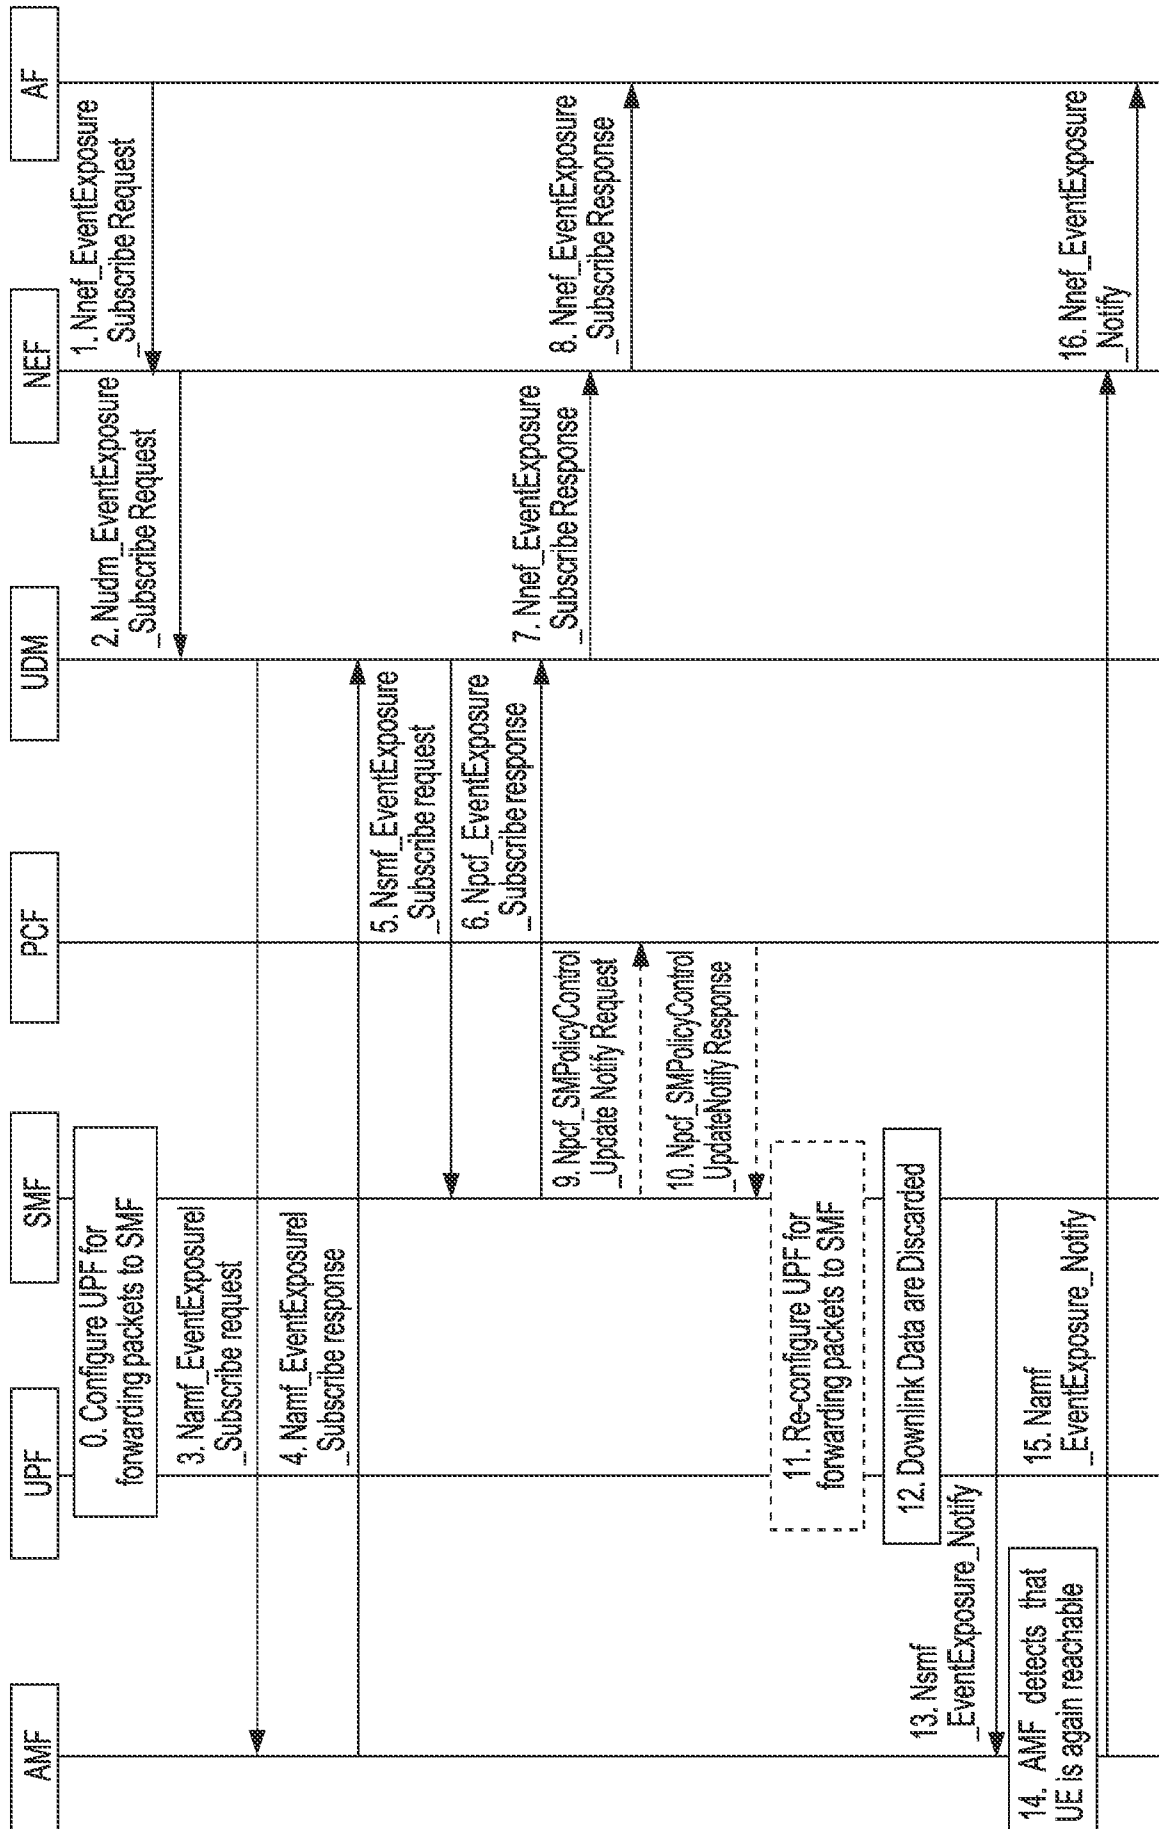 AMF
UPF
SMF
PCF
UDM
NEF
AF
0. Configure UPF for
forwarding packets to SMF
1. Nnef_EventExposure
_Subscribe Request
2. Nudm_EventExposure
_Subscribe Request
3. Namf_EventExposurel
_Subscribe request
4. Namf_EventExposurel
_Subscribe response
5. Nsmf_EventExposure
_Subscribe request
6. Npcf_EventExposure
_Subscribe response
7. Nnef_EventExposure
_Subscribe Response
8. Nnef_EventExposure
_Subscribe Response
9. Npcf_SMPolicyControl
_Update Notify Request
10. Npcf_SMPolicyControl
_UpdateNotify Response
11. Re-configure UPF for
forwarding packets to SMF
12. Downlink Data are Discarded
13. Nsmf
_EventExposure_Notify
14. AMF detects that
UE is again reachable
15. Namf
_EventExposure_Notify
16. Nnef_EventExposure
_Notify